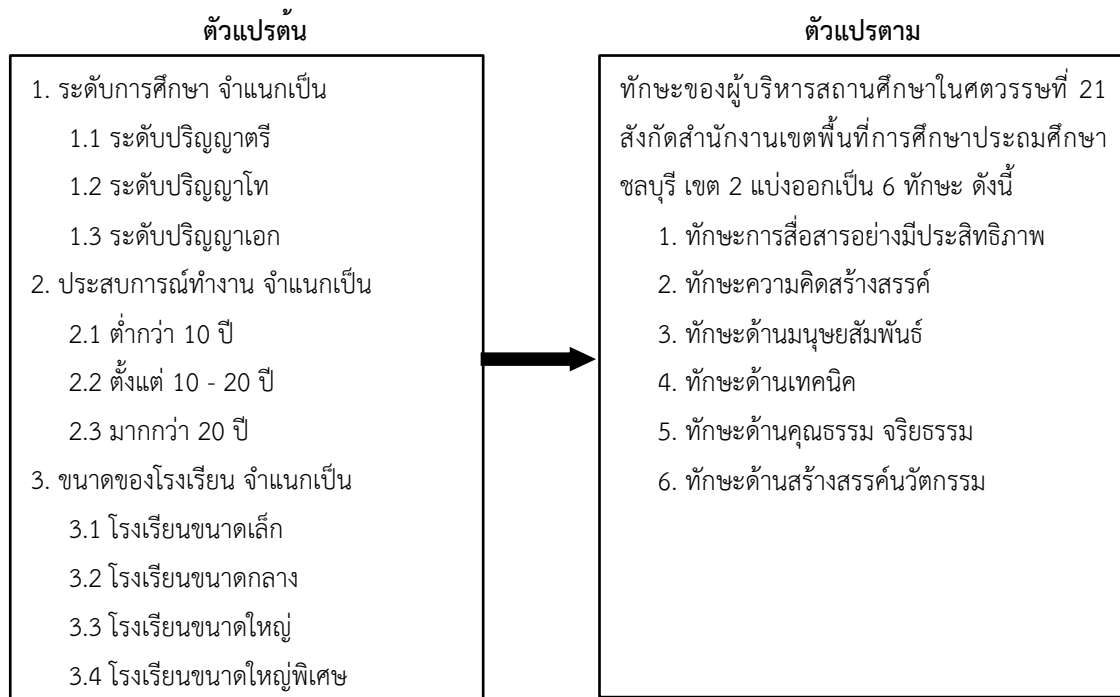 ตัวแปรต้น
1. ระดับการศึกษา จำแนกเป็น
1.1 ระดับปริญญาตรี
1.2 ระดับปริญญาโท
1.3 ระดับปริญญาเอก
2. ประสบการณ์ทำงาน จำแนกเป็น
2.1 ต่ำกว่า 10 ปี
2.2 ตั้งแต่ 10 - 20 ปี
2.3 มากกว่า 20 ปี
3. ขนาดของโรงเรียน จำแนกเป็น
3.1 โรงเรียนขนาดเล็ก
3.2 โรงเรียนขนาดกลาง
3.3 โรงเรียนขนาดใหญ่
3.4 โรงเรียนขนาดใหญ่พิเศษ
ตัวแปรตาม
ทักษะของผู้บริหารสถานศึกษาในศตวรรษที่ 21
สังกัดสำนักงานเขตพื้นที่การศึกษาประถมศึกษา
ชลบุรี เขต 2 แบ่งออกเป็น 6 ทักษะ ดังนี้
1. ทักษะการสื่อสารอย่างมีประสิทธิภาพ
2. ทักษะความคิดสร้างสรรค์
3. ทักษะด้านมนุษยสัมพันธ์
4. ทักษะด้านเทคนิค
5. ทักษะด้านคุณธรรม จริยธรรม
6. ทักษะด้านสร้างสรรค์นวัตกรรม